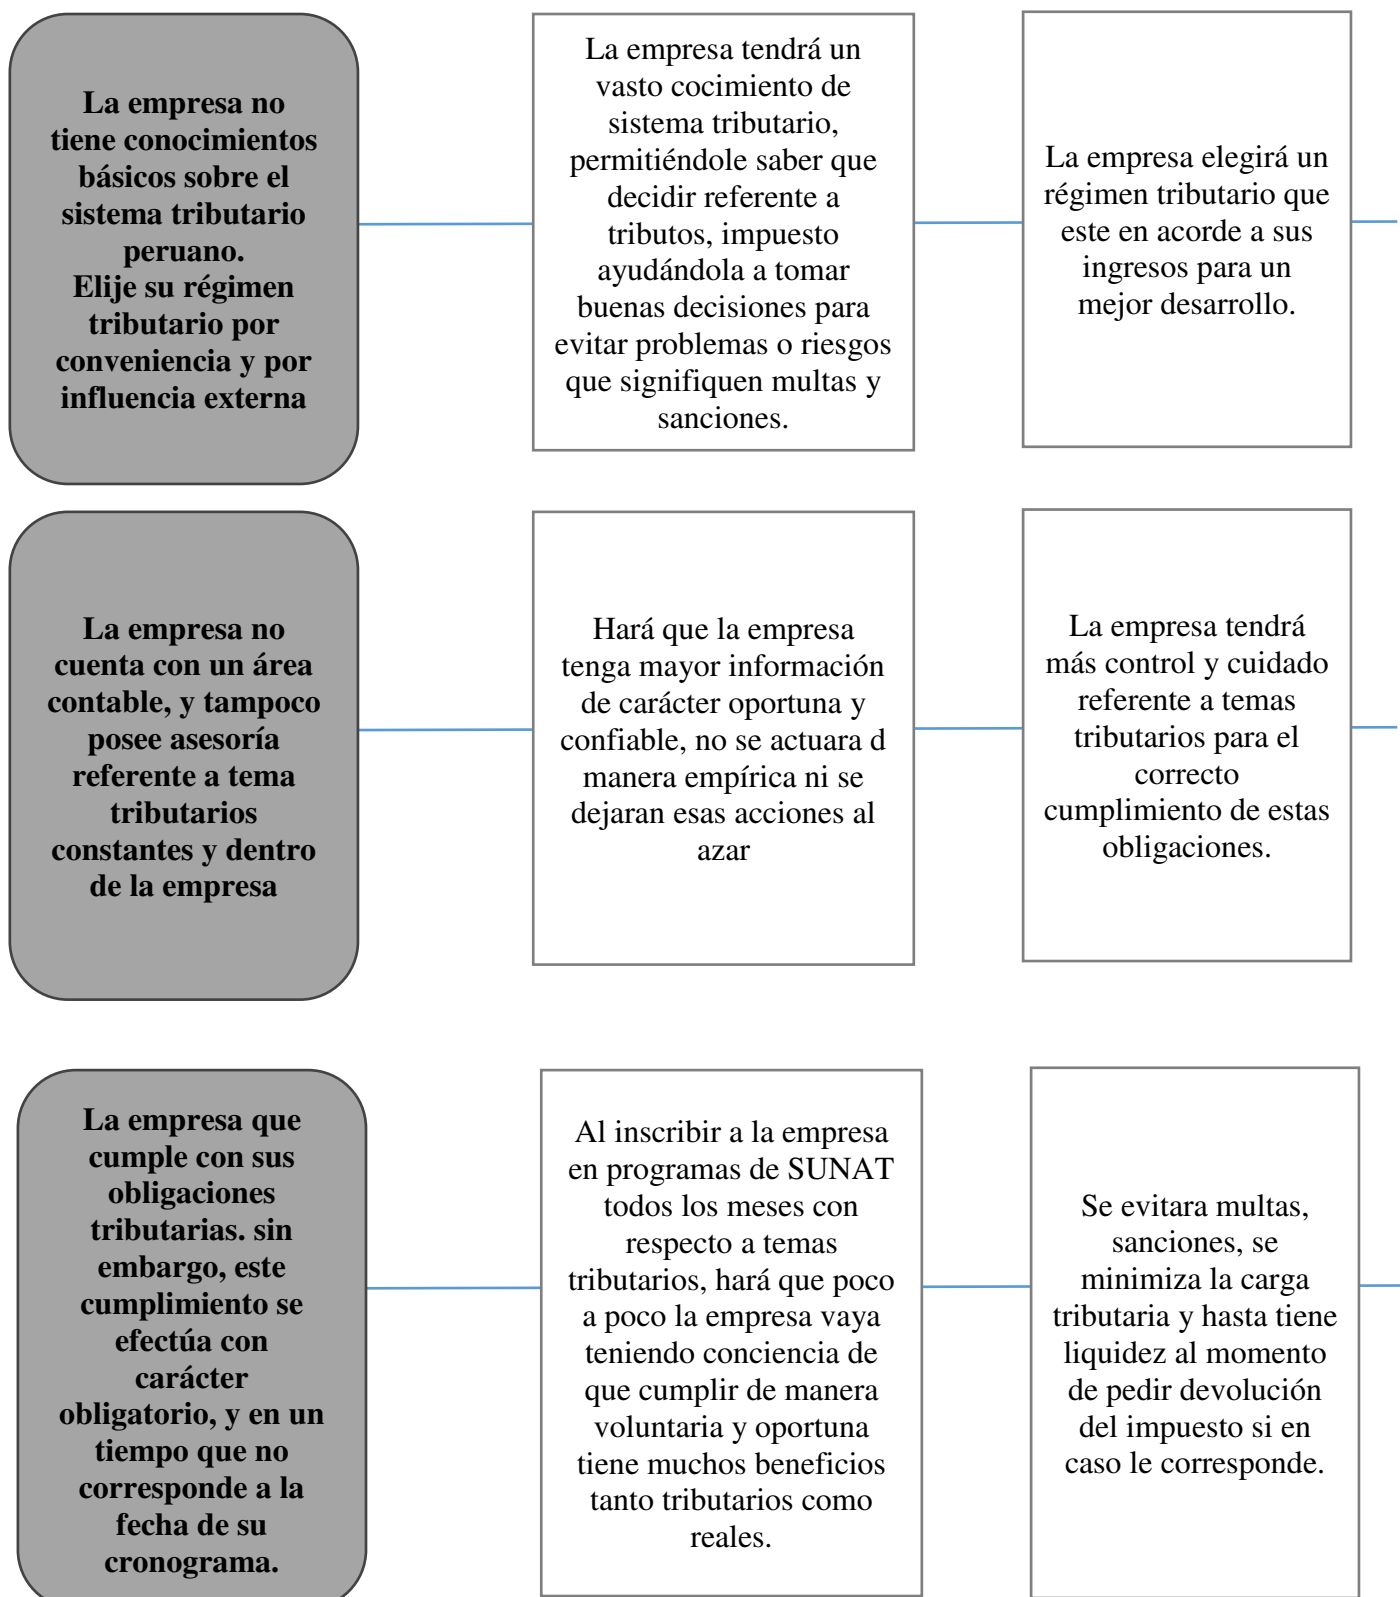 La empresa no
tiene conocimientos
básicos sobre el
sistema tributario
peruano.
Elije su régimen
tributario por
conveniencia y por
influencia externa
La empresa tendrá un
vasto cocimiento de
sistema tributario,
permitiéndole saber que
decidir referente a
tributos, impuesto
ayudándola a tomar
buenas decisiones para
evitar problemas o riesgos
que signifiquen multas y
sanciones.
La empresa elegirá un
régimen tributario que
este en acorde a sus
ingresos para un
mejor desarrollo.
La empresa no
cuenta con un área
contable, y tampoco
posee asesoría
referente a tema
tributarios
constantes y dentro
de la empresa
Hará que la empresa
tenga mayor información
de carácter oportuna y
confiable, no se actuara d
manera empírica ni se
dejaran esas acciones al
azar
La empresa tendrá
más control y cuidado
referente a temas
tributarios para el
correcto
cumplimiento de estas
obligaciones.
La empresa que
cumple con sus
obligaciones
tributarias. sin
embargo, este
cumplimiento se
efectúa con
carácter
obligatorio, y en un
tiempo que no
corresponde a la
fecha de su
cronograma.
Al inscribir a la empresa
en programas de SUNAT
todos los meses con
respecto a temas
tributarios, hará que poco
a poco la empresa vaya
teniendo conciencia de
que cumplir de manera
voluntaria y oportuna
tiene muchos beneficios
tanto tributarios como
reales.
Se evitara multas,
sanciones, se
minimiza la carga
tributaria y hasta tiene
liquidez al momento
de pedir devolución
del impuesto si en
caso le corresponde.